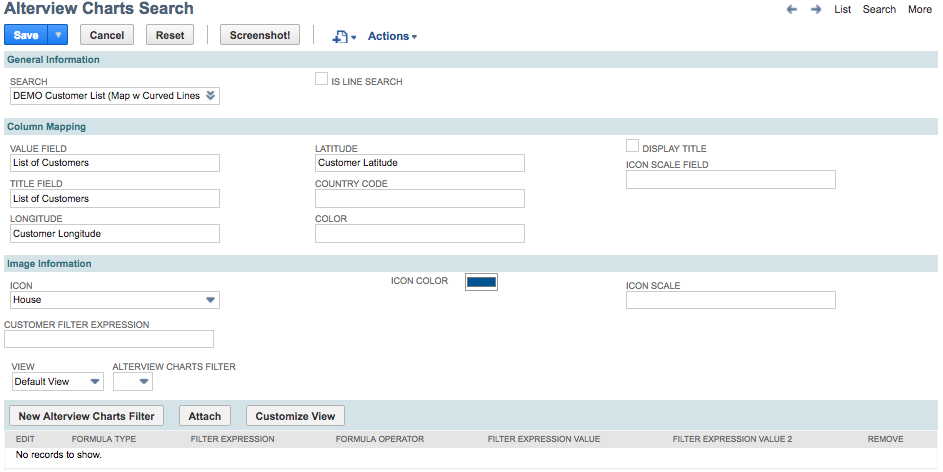 Alterview Charts Search
List Search More
Save Cancel Reset Screenshot! Actions
General Information
SEARCH
IS LINE SEARCH
DEMO Customer List (Map w Curved Lines
Column Mapping
VALUE FIELD LATITUDE DISPLAY TITLE
List of Customers Customer Latitude
ICON SCALE FIELD
TITLE FIELD COUNTRY CODE
List of Customers
LONGITUDE COLOR
Customer Longitude
Image Information
ICON ICON COLOR ICON SCALE
House
CUSTOMER FILTER EXPRESSION
VIEW ALTERVIEW CHARTS FILTER
Default View
New Alterview Charts Filter Attach Customize View
EDIT FORMULA TYPE FILTER EXPRESSION FORMULA OPERATOR FILTER EXPRESSION VALUE FILTER EXPRESSION VALUE 2 REMOVE
No records to show.